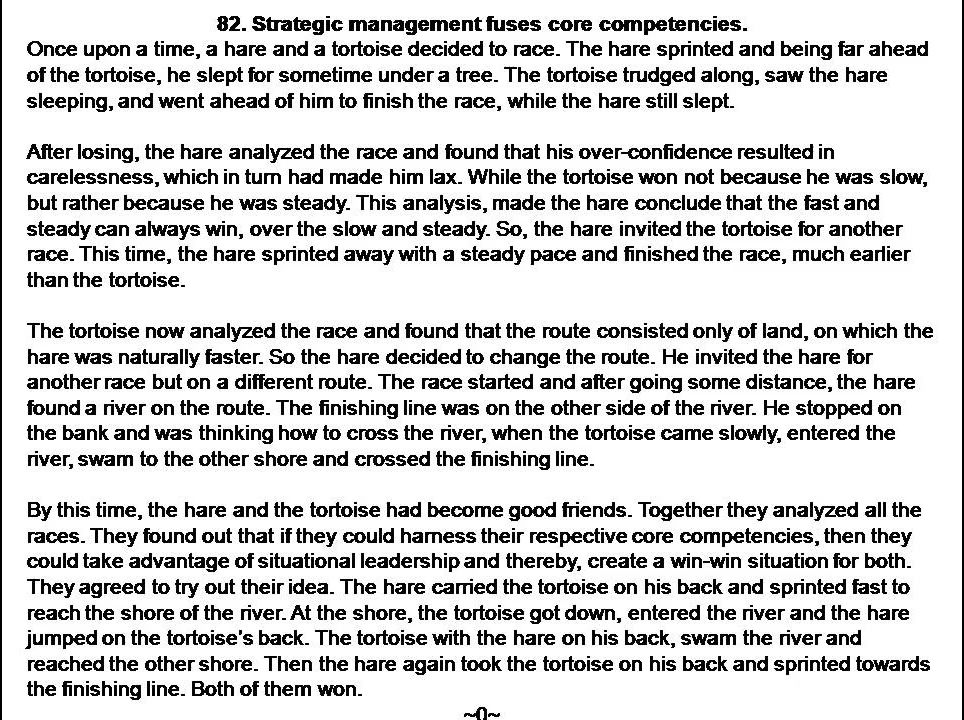 82. Strategic management fuses core competencies.
Once upon a time, a hare and a tortoise decided to race. The hare sprinted and being far ahead
of the tortoise, he slept for sometime under a tree. The tortoise trudged along, saw the hare
sleeping, and went ahead of him to finish the race, while the hare still slept.
After losing, the hare analyzed the race and found that his over-confidence resulted in
carelessness, which in turn had made him lax. While the tortoise won not because he was slow,
but rather because he was steady. This analysis, made the hare conclude that the fast and
steady can always win, over the slow and steady. So, the hare invited the tortoise for another
race. This time, the hare sprinted away with a steady pace and finished the race, much earlier
than the tortoise.
The tortoise now analyzed the race and found that the route consisted only of land, on which the
hare was naturally faster. So the hare decided to change the route. He invited the hare for
another race but on a different route. The race started and after going some distance, the hare
found a river on the route. The finishing line was on the other side of the river. He stopped on
the bank and was thinking how to cross the river, when the tortoise came slowly, entered the
river, swam to the other shore and crossed the finishing line.
By this time, the hare and the tortoise had become good friends. Together they analyzed all the
races. They found out that if they could harness their respective core competencies, then they
could take advantage of situational leadership and thereby, create a win-win situation for both.
They agreed to try out their idea. The hare carried the tortoise on his back and sprinted fast to
reach the shore of the river. At the shore, the tortoise got down, entered the river and the hare
jumped on the tortoise's back. The tortoise with the hare on his back, swam the river and
reached the other shore. Then the hare again took the tortoise on his back and sprinted towards
the finishing line. Both of them won.
~0~